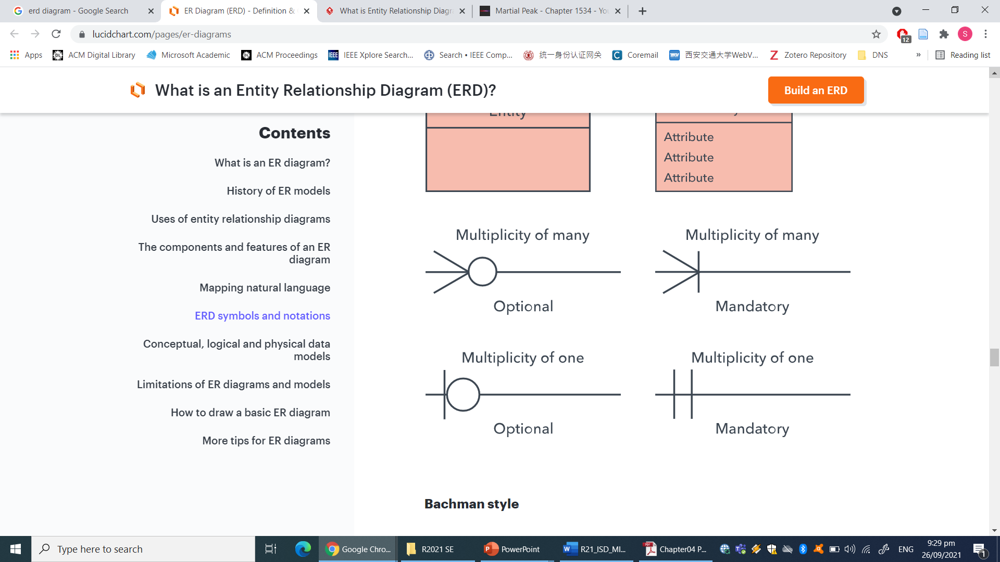 erd diagram - Google Search
ER Diagram (ERD) - Definition &
What is Entity Relationship Diagra
Martial Peak - Chapter 1534 - You
lucidchart.com/pages/er-diagrams
12
S
Apps
ACM Digital Library
Microsoft Academic
ACM Proceedings
IEEE Xplore Search...
Search • IEEE Comp...
统一身份认证网关
Coremail
西安交通大学WebV...
Zotero Repository
DNS
»
Reading list
What is an Entity Relationship Diagram (ERD)?
Build an ERD
Contents
What is an ER diagram?
History of ER models
Uses of entity relationship diagrams
The components and features of an ER
diagram
Mapping natural language
ERD symbols and notations
Conceptual, logical and physical data
models
Limitations of ER diagrams and models
How to draw a basic ER diagram
More tips for ER diagrams
Entity
Attribute
Attribute
Attribute
Multiplicity of many
Optional
Multiplicity of many
Mandatory
Multiplicity of one
Optional
Multiplicity of one
Mandatory
Bachman style
Type here to search
Google Chro...
R2021 SE
PowerPoint
R21_ISD_MI...
Chapter04 P...
ENG
9:29 pm
26/09/2021
1